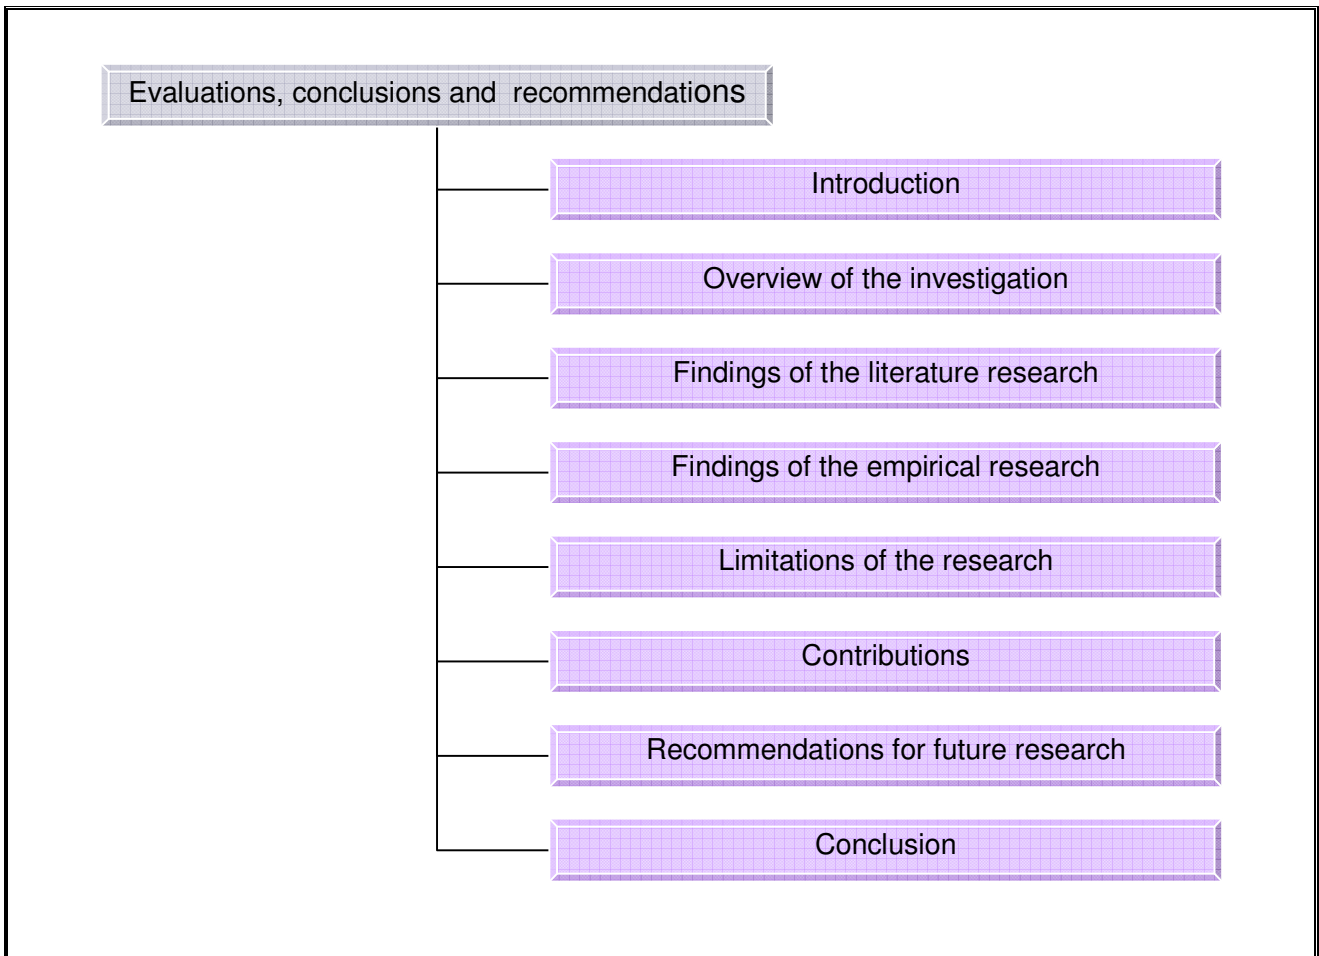 Evaluations, conclusions and recommendations
Introduction
Overview of the investigation
Findings of the literature research
Findings of the empirical research
Limitations of the research
Contributions
Recommendations for future research
Conclusion